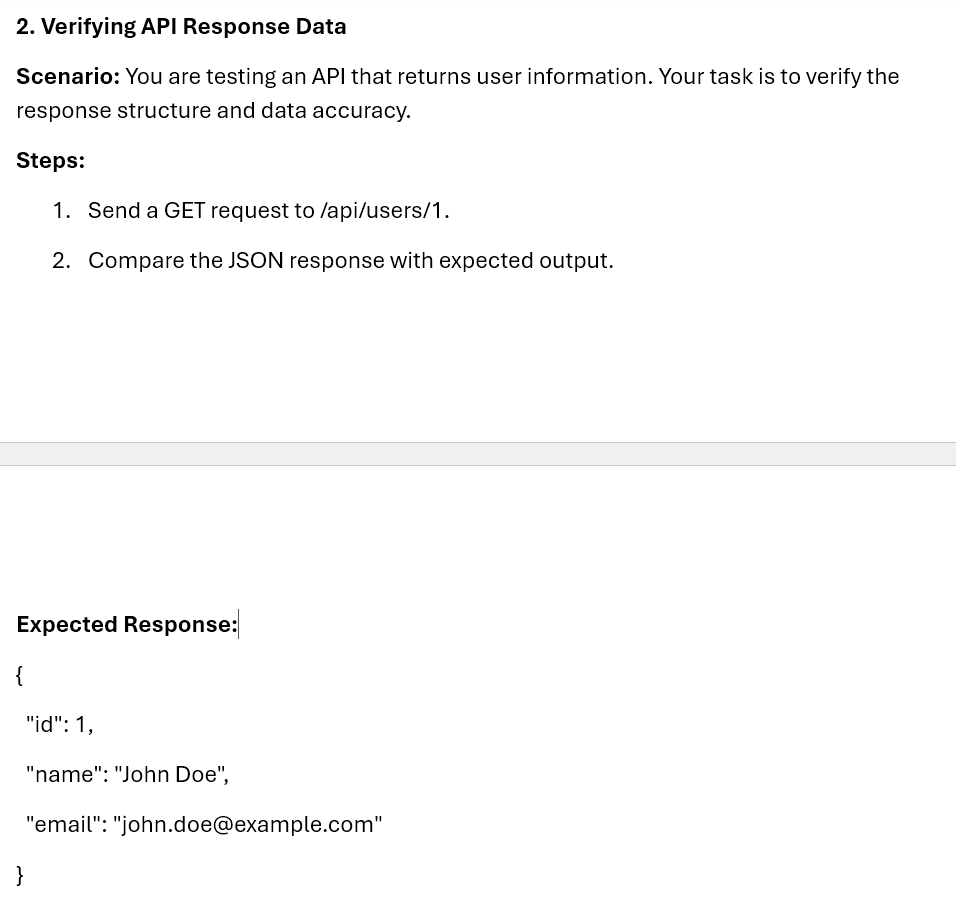 2. Verifying API Response Data
Scenario: You are testing an API that returns user information. Your task is to verify the
response structure and data accuracy.
Steps:
1. Send a GET request to /api/users/1.
2. Compare the JSON response with expected output.
Expected Response:
{
"id": 1,
"name": "John Doe",
"email": "john.doe@example.com"
}